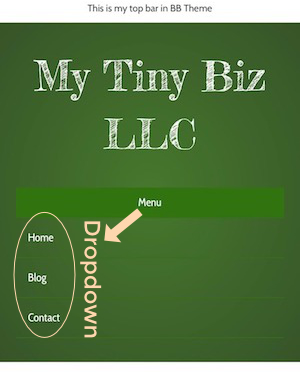 This is my top bar in BB Theme
My Tiny Biz
LLC
Menu
Home
Blog
Contact
Dropdown